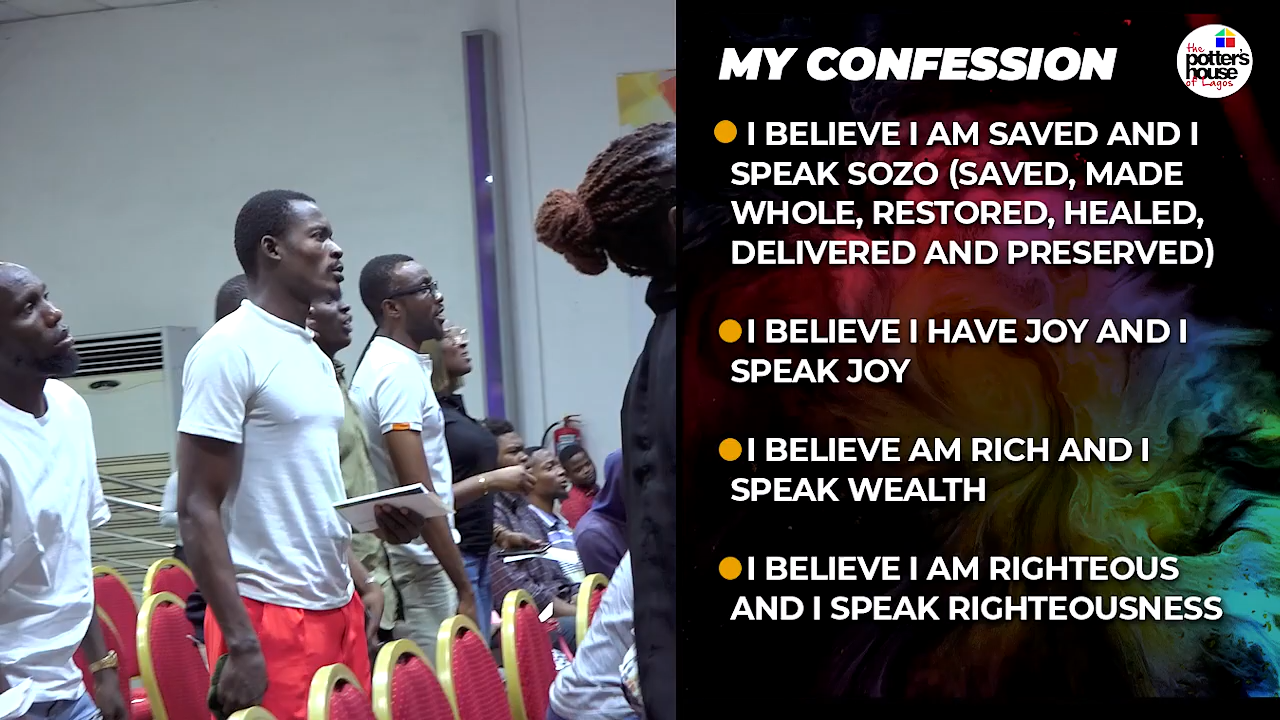 MY CONFESSION
the
potter's
house
of Lagos
I BELIEVE I AM SAVED AND I
SPEAK SOZO (SAVED, MADE
WHOLE, RESTORED, HEALED,
DELIVERED AND PRESERVED)
I BELIEVE I HAVE JOY AND I
SPEAK JOY
I BELIEVE AM RICH AND I
SPEAK WEALTH
I BELIEVE I AM RIGHTEOUS
AND I SPEAK RIGHTEOUSNESS